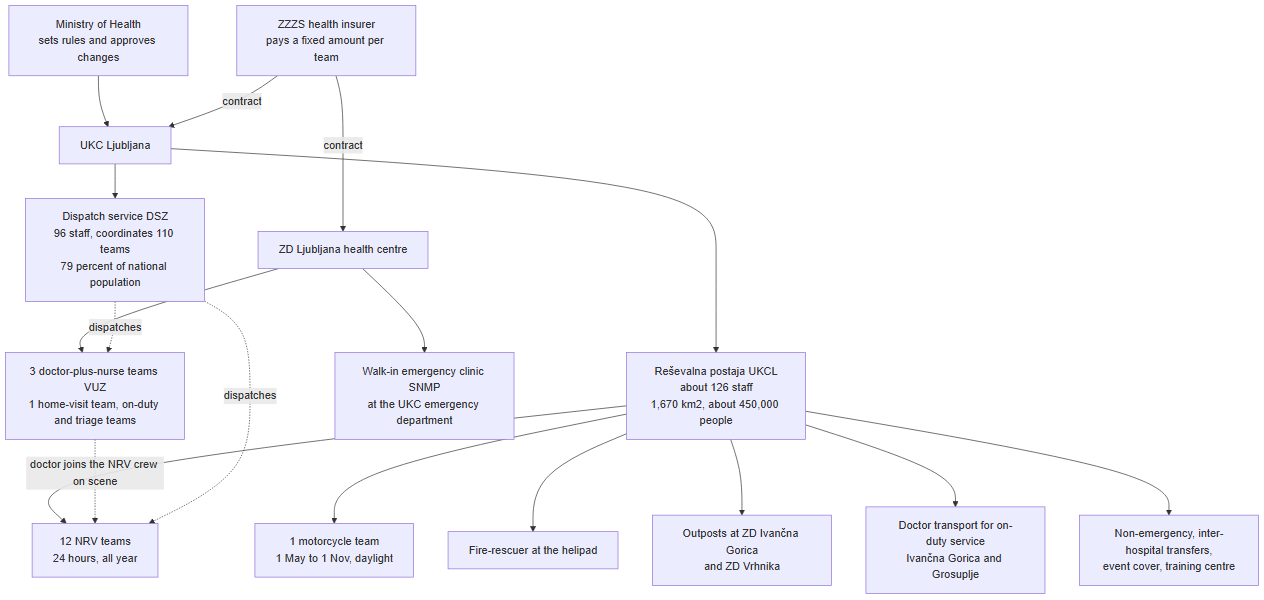 Ministry of Health
sets rules and approves
changes
ZZZS health insurer
pays a fixed amount per
team
contract
contract
UKC Ljubljana
Dispatch service DSZ
96 staff, coordinates 110
teams
79 percent of national
population
ZD Ljubljana health centre
dispatches
dispatches
3 doctor-plus-nurse teams
VUZ
1 home-visit team, on-duty
and triage teams
Walk-in emergency clinic
SNMP
at the UKC emergency
department
Reševalna postaja UKCL
about 126 staff
1,670 km2, about 450,000
people
doctor joins the NRV crew
on scene
12 NRV teams
24 hours, all year
1 motorcycle team
1 May to 1 Nov, daylight
Fire-rescuer at the helipad
Outposts at ZD Ivančna
Gorica
and ZD Vrhnika
Doctor transport for on-
duty service
Ivančna Gorica and
Grosuplje
Non-emergency, inter-
hospital transfers,
event cover, training centre